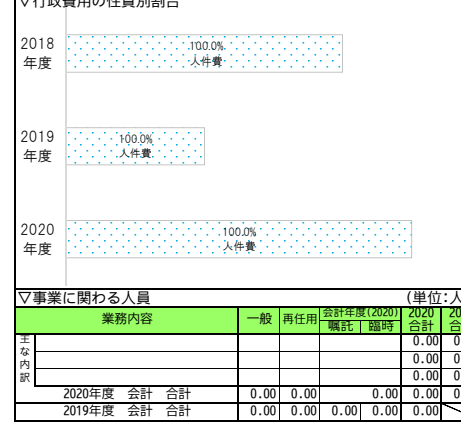 ▽行政費用の性質別割合
2018
年度
100.0%
人件費
2019
年度
100.0%
人件費
2020
年度
100.0%
人件費
▽事業に関わる人員 (単位:人
業務内容 一般 再任用 会計年度(2020) 嘱託 臨時 2020 合計 20 合
主な内訳
0.00 0
0.00 0
0.00 0
2020年度 会計 合計 0.00 0.00 0.00 0.00 0
2019年度 会計 合計 0.00 0.00 0.00 0.00 0.00